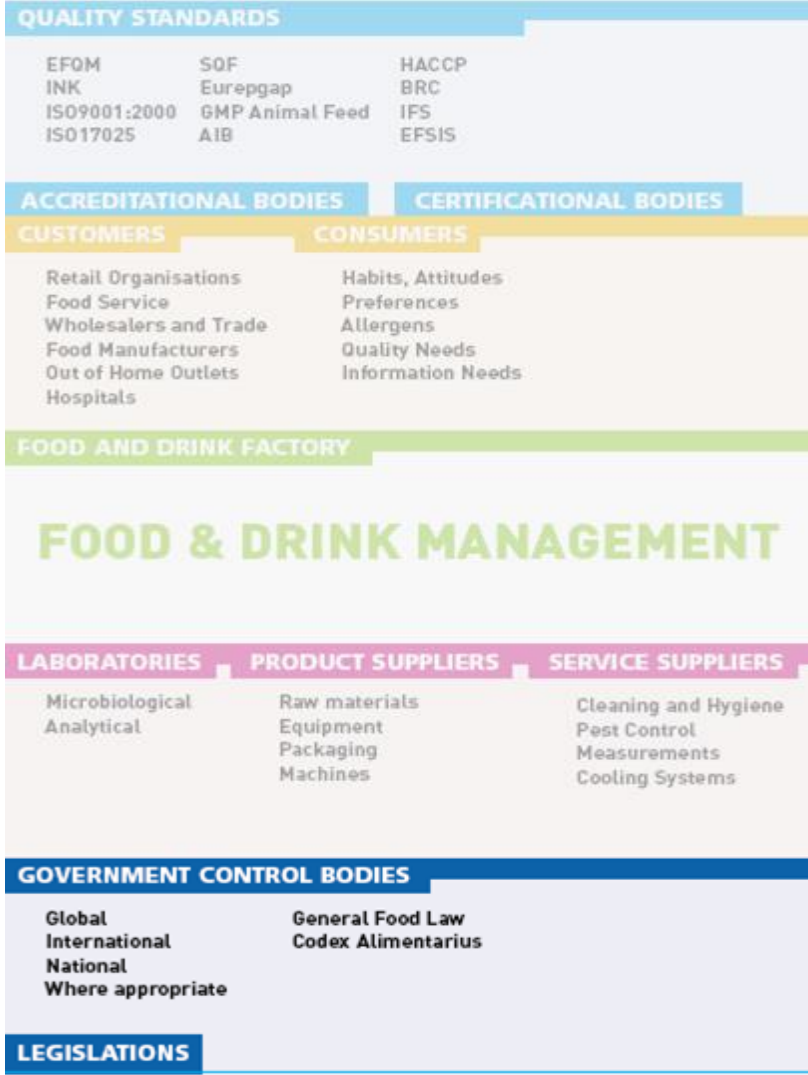 QUALITY STANDARDS
EFQM SQF HACCP
INK Eurepgap BRC
ISO9001:2000 GMP Animal Feed IFS
ISO17025 AIB EFSIS
ACCREDITATIONAL BODIES CERTIFICATIONAL BODIES
CUSTOMERS CONSUMERS
Retail Organisations Habits, Attitudes
Food Service Preferences
Wholesalers and Trade Allergens
Food Manufacturers Quality Needs
Out of Home Outlets Information Needs
Hospitals
FOOD AND DRINK FACTORY
FOOD & DRINK MANAGEMENT
LABORATORIES PRODUCT SUPPLIERS SERVICE SUPPLIERS
Microbiological Raw materials Cleaning and Hygiene
Analytical Equipment Pest Control
Packaging Measurements
Machines Cooling Systems
GOVERNMENT CONTROL BODIES
Global General Food Law
International Codex Alimentarius
National
Where appropriate
LEGISLATIONS